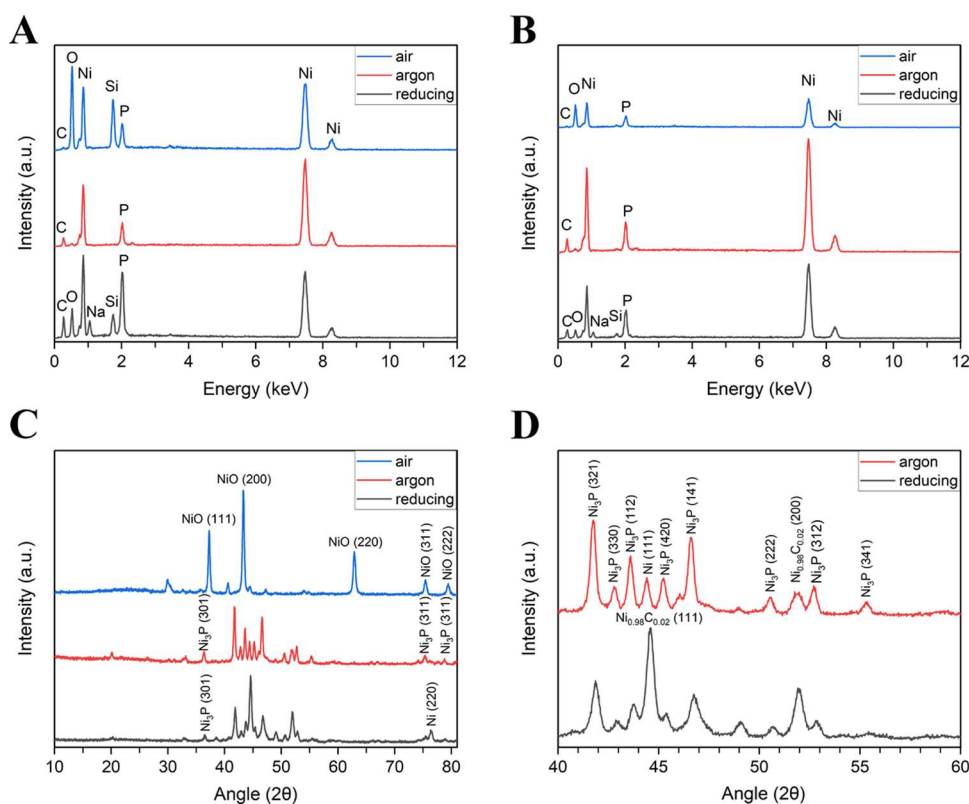 A
air
argon
reducing
O
Ni
Si
P
C
Ni
Ni
C
P
C
O
Na
Si
P
Intensity (a.u.)
0 2 4 6 8 10 12
Energy (keV)
B
air
argon
reducing
C
O
Ni
P
Ni
Ni
C
P
C
O
Na
Si
P
Intensity (a.u.)
0 2 4 6 8 10 12
Energy (keV)
C
air
argon
reducing
NiO (111)
NiO (200)
NiO (220)
NiO (311)
NiO (222)
Ni₃P (301)
Ni₃P (311)
Ni₃P (311)
Ni₃P (301)
Ni (220)
Intensity (a.u.)
10 20 30 40 50 60 70 80
Angle (2θ)
D
argon
reducing
Ni₃P (321)
Ni₃P (330)
Ni₃P (112)
Ni (111)
Ni₃P (420)
Ni₃P (141)
Ni₃P (222)
Ni₀.₉₈C₀.₀₂ (200)
Ni₃P (312)
Ni₃P (341)
Ni₀.₉₈C₀.₀₂ (111)
Intensity (a.u.)
40 45 50 55 60
Angle (2θ)